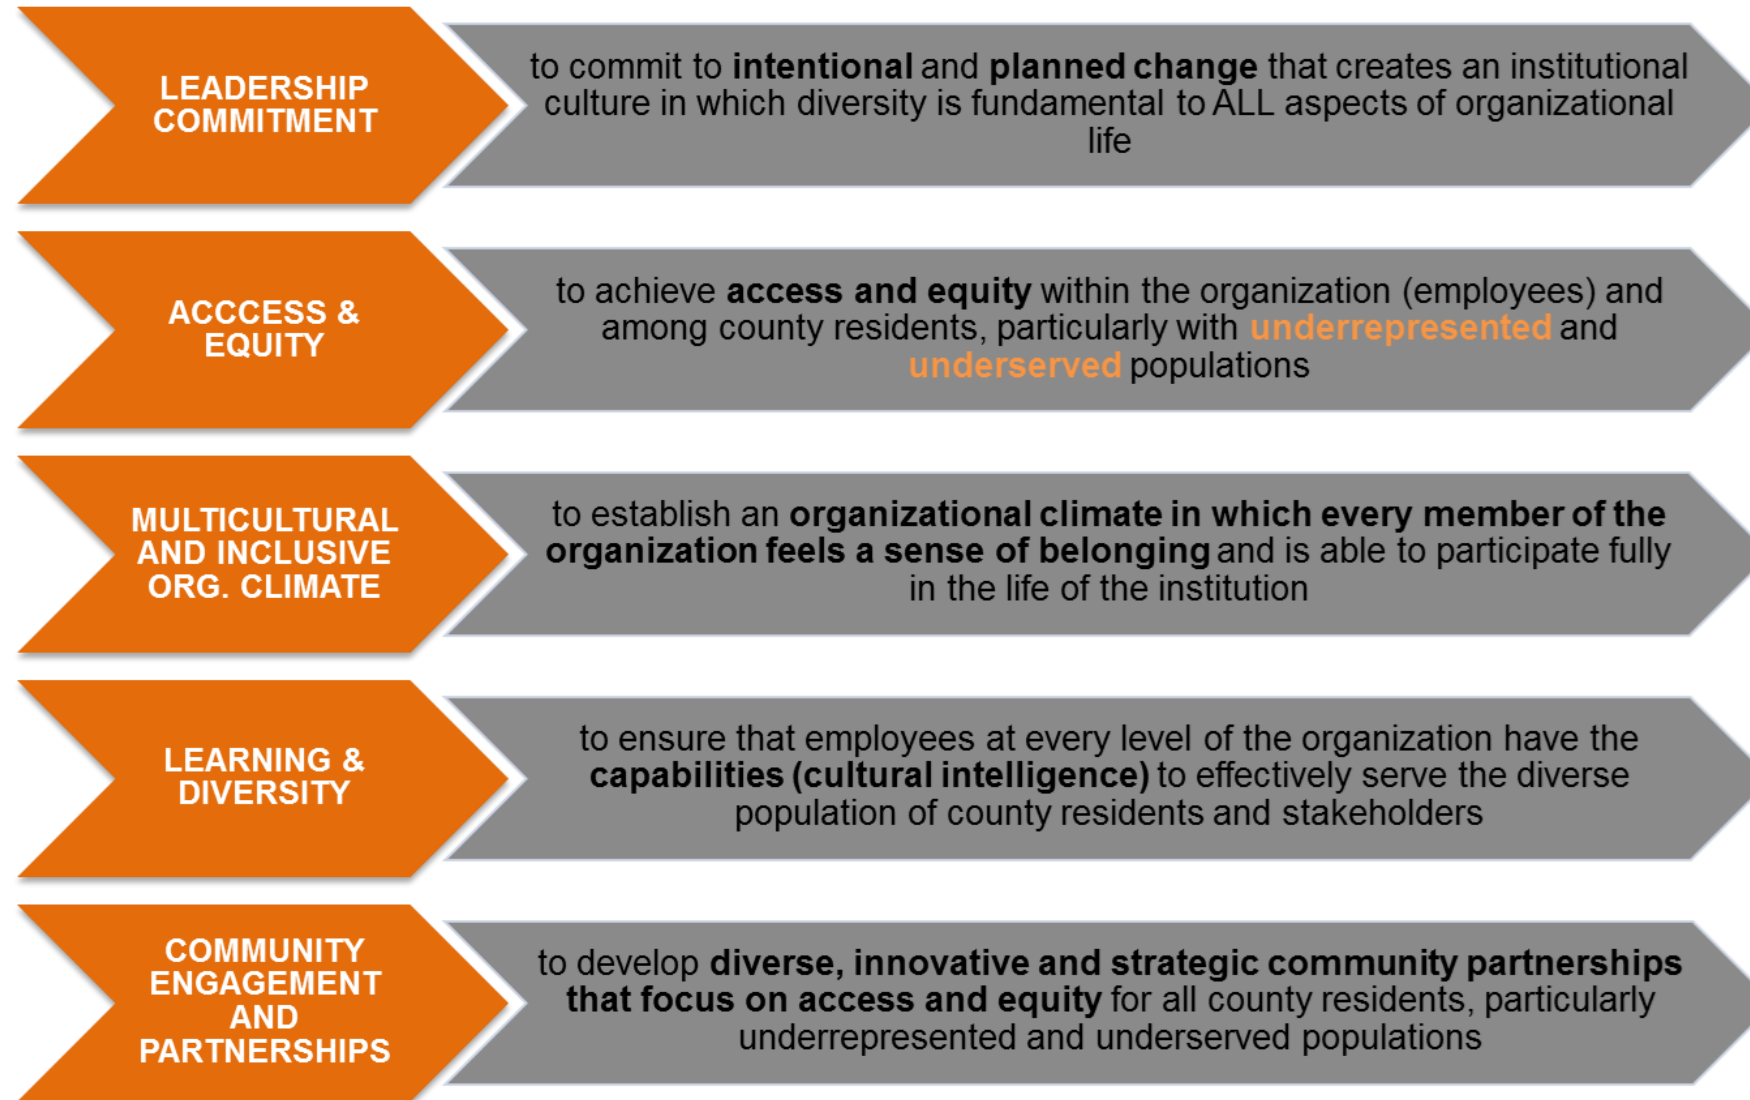 LEADERSHIP
COMMITMENT
to commit to intentional and planned change that creates an institutional
culture in which diversity is fundamental to ALL aspects of organizational
life
ACCCESS &
EQUITY
to achieve access and equity within the organization (employees) and
among county residents, particularly with underrepresented and
underserved populations
MULTICULTURAL
AND INCLUSIVE
ORG. CLIMATE
to establish an organizational climate in which every member of the
organization feels a sense of belonging and is able to participate fully
in the life of the institution
LEARNING &
DIVERSITY
to ensure that employees at every level of the organization have the
capabilities (cultural intelligence) to effectively serve the diverse
population of county residents and stakeholders
COMMUNITY
ENGAGEMENT
AND
PARTNERSHIPS
to develop diverse, innovative and strategic community partnerships
that focus on access and equity for all county residents, particularly
underrepresented and underserved populations